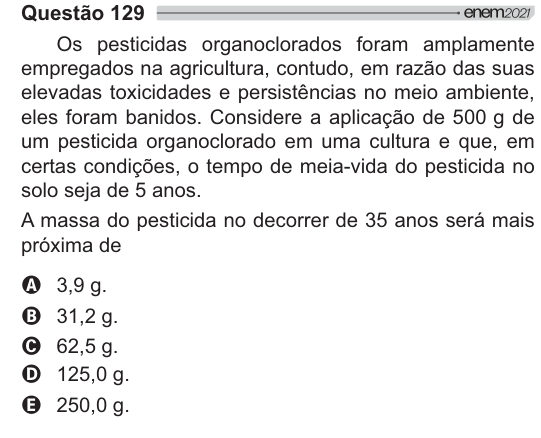 Questão 129 enem2021
Os pesticidas organoclorados foram amplamente
empregados na agricultura, contudo, em razão das suas
elevadas toxicidades e persistências no meio ambiente,
eles foram banidos. Considere a aplicação de 500 g de
um pesticida organoclorado em uma cultura e que, em
certas condições, o tempo de meia-vida do pesticida no
solo seja de 5 anos.
A massa do pesticida no decorrer de 35 anos será mais
próxima de
A 3,9 g.
B 31,2 g.
C 62,5 g.
D 125,0 g.
E 250,0 g.